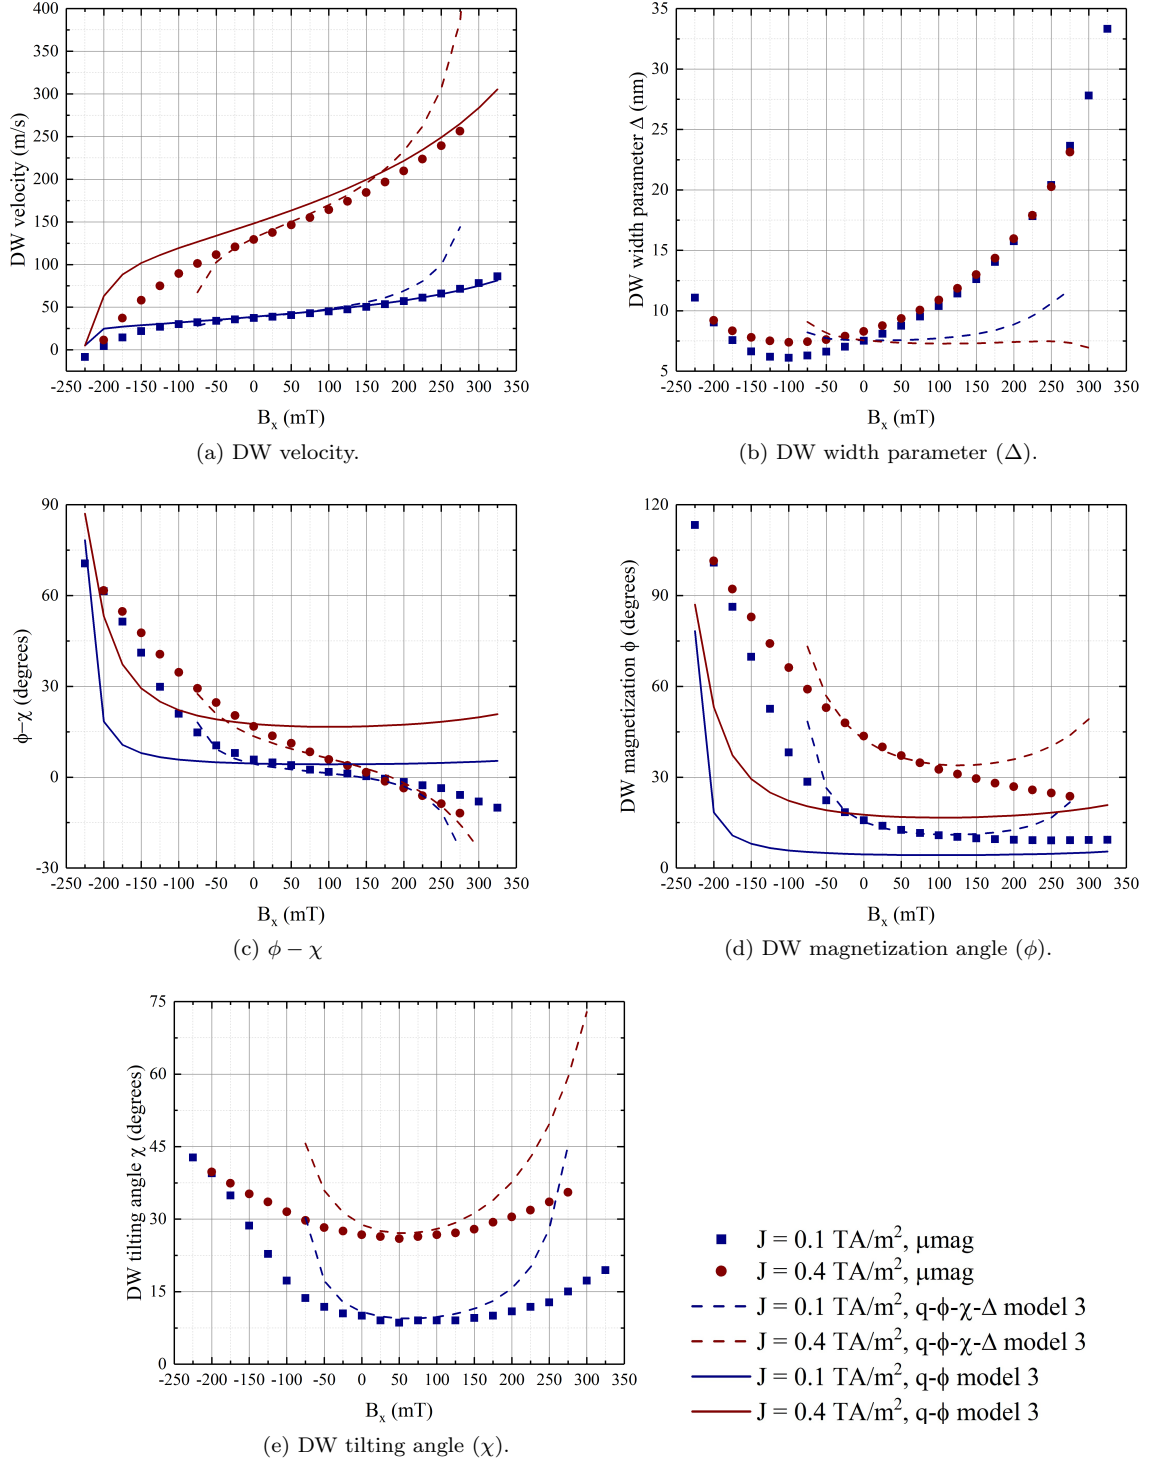 400
350
300
250
200
150
100
50
0
DW velocity (m/s)
-250 -200 -150 -100 -50 0 50 100 150 200 250 300 350
Bx (mT)
(a) DW velocity.
35
30
25
20
15
10
5
DW width parameter Δ (nm)
-250 -200 -150 -100 -50 0 50 100 150 200 250 300 350
Bx (mT)
(b) DW width parameter (Δ).
90
60
30
0
-30
ϕ−χ (degrees)
-250 -200 -150 -100 -50 0 50 100 150 200 250 300 350
Bx (mT)
(c) ϕ − χ
120
90
60
30
0
DW magnetization ϕ (degrees)
-250 -200 -150 -100 -50 0 50 100 150 200 250 300 350
Bx (mT)
(d) DW magnetization angle (ϕ).
75
60
45
30
15
0
DW tilting angle χ (degrees)
-250 -200 -150 -100 -50 0 50 100 150 200 250 300 350
Bx (mT)
(e) DW tilting angle (χ).
J = 0.1 TA/m², μmag
J = 0.4 TA/m², μmag
J = 0.1 TA/m², q-ϕ-χ-Δ model 3
J = 0.4 TA/m², q-ϕ-χ-Δ model 3
J = 0.1 TA/m², q-ϕ model 3
J = 0.4 TA/m², q-ϕ model 3